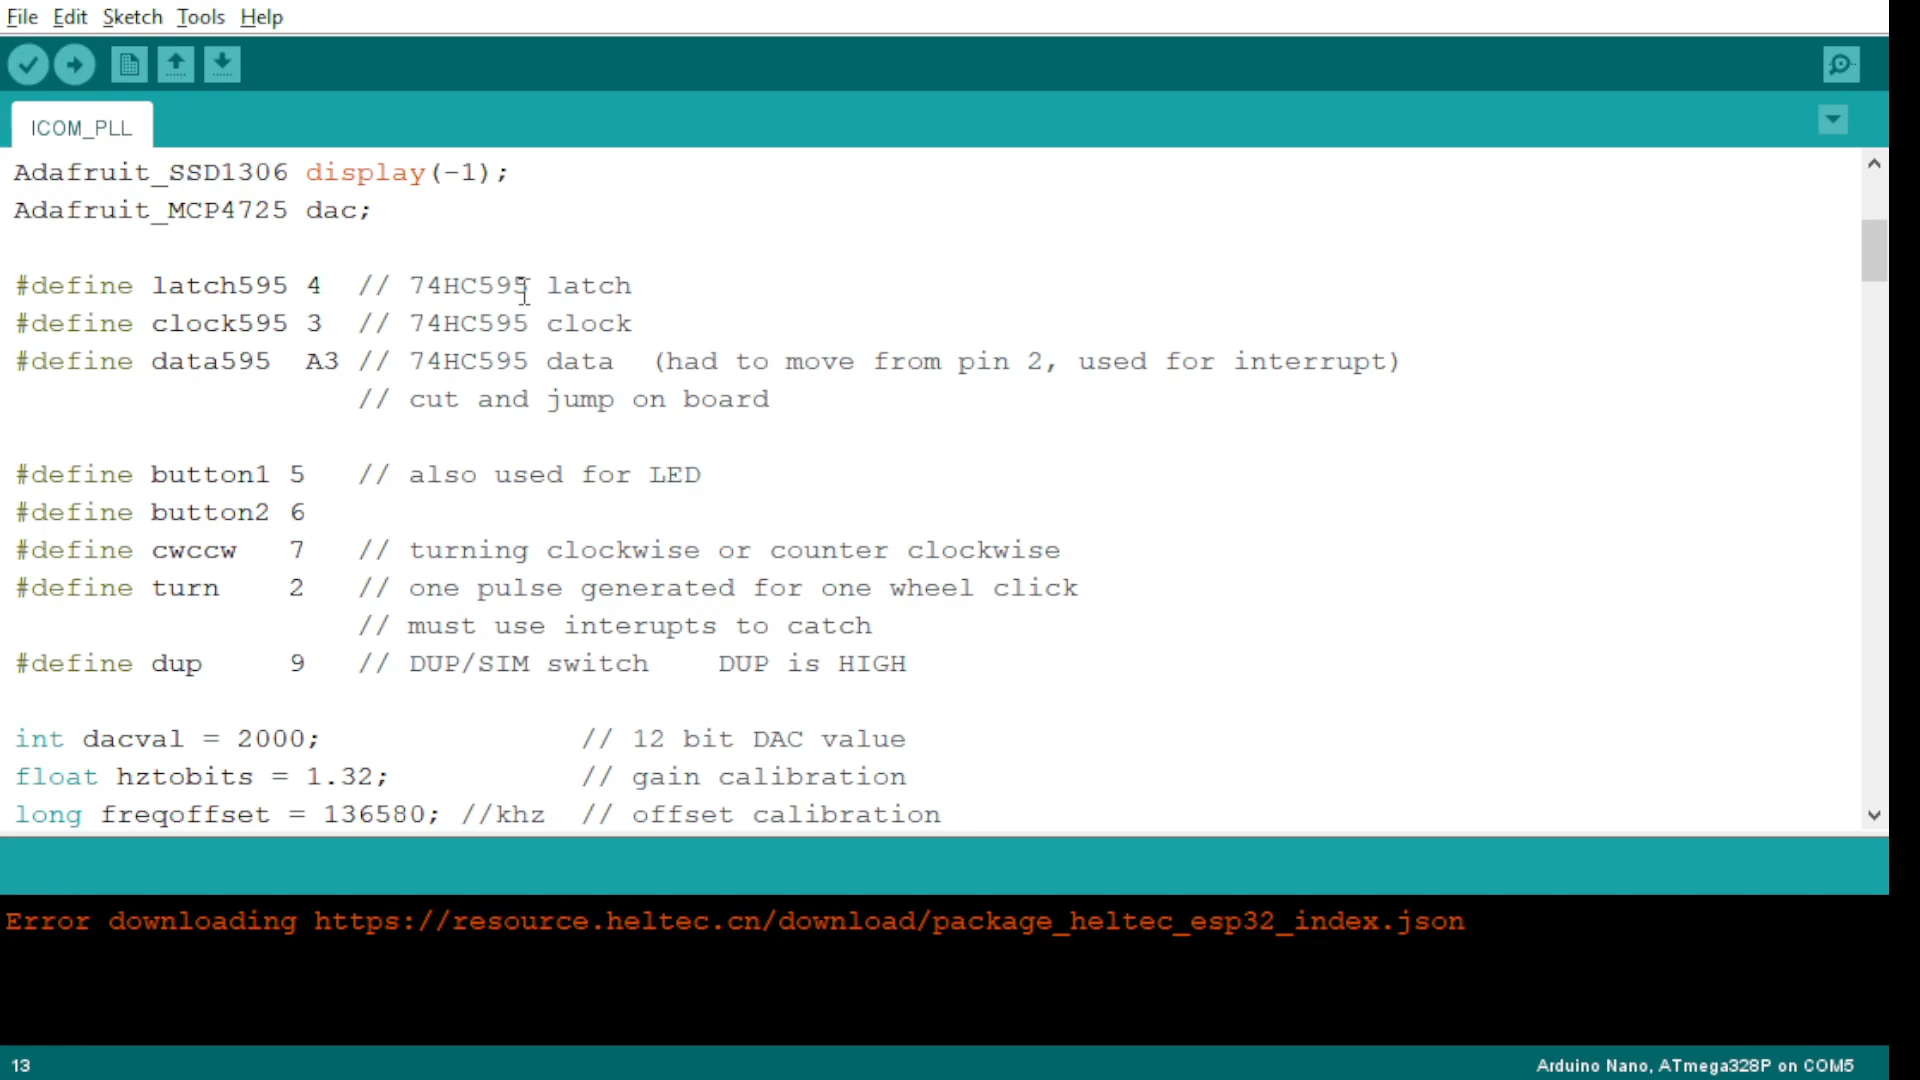 File Edit Sketch Tools Help
ICOM_PLL
Adafruit_SSD1306 display(-1);
Adafruit_MCP4725 dac;
#define latch595 4  // 74HC595 latch
#define clock595 3  // 74HC595 clock
#define data595  A3 // 74HC595 data  (had to move from pin 2, used for interrupt)
// cut and jump on board
#define button1 5   // also used for LED
#define button2 6
#define cwccw   7   // turning clockwise or counter clockwise
#define turn    2   // one pulse generated for one wheel click
// must use interupts to catch
#define dup     9   // DUP/SIM switch    DUP is HIGH
int dacval = 2000;               // 12 bit DAC value
float hztobits = 1.32;           // gain calibration
long freqoffset = 136580; //khz  // offset calibration
Error downloading https://resource.heltec.cn/download/package_heltec_esp32_index.json
13
Arduino Nano, ATmega328P on COM5